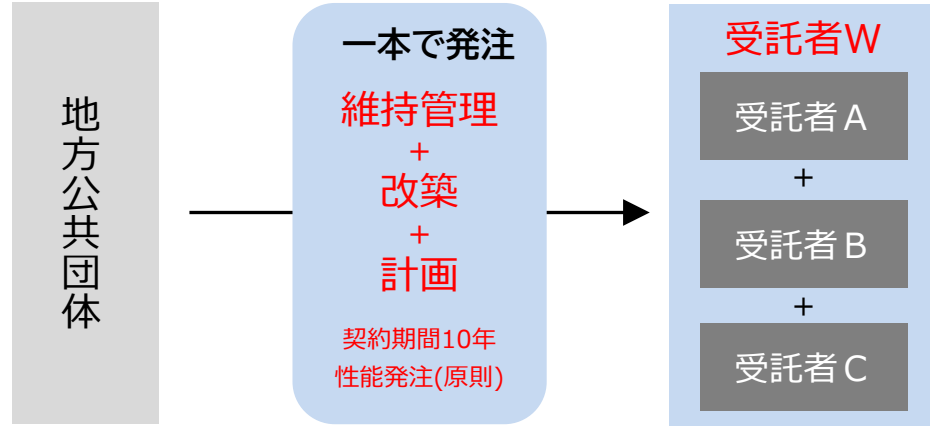 地方公共団体
一本で発注
維持管理
+
改築
+
計画
契約期間10年
性能発注(原則)
受託者W
受託者A
+
受託者B
+
受託者C